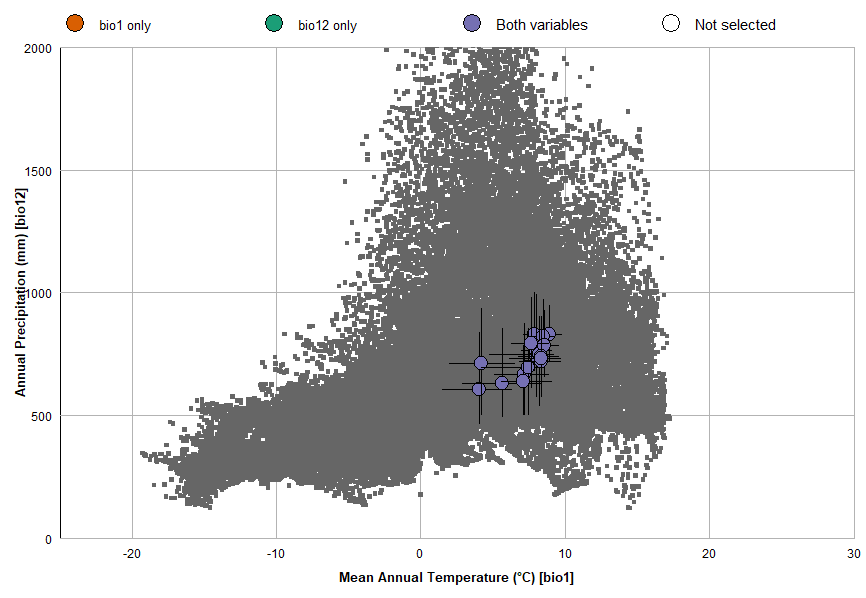 bio1 only bio12 only Both variables Not selected
2000
1500
1000
500
0
Annual Precipitation (mm) [bio12]
-20 -10 0 10 20 30
Mean Annual Temperature (°C) [bio1]